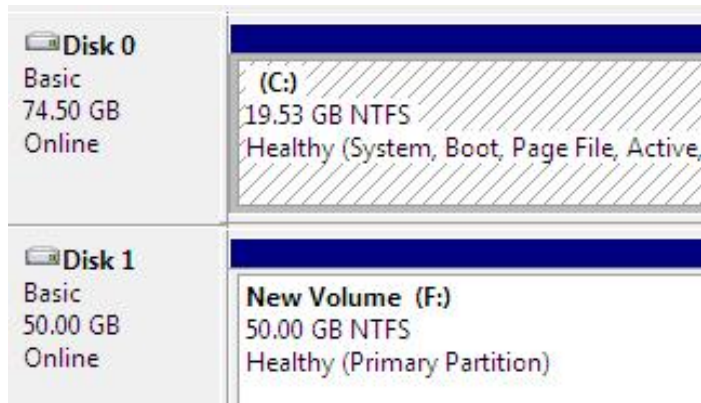 Disk 0
Basic
74.50 GB
Online
(C:)
19.53 GB NTFS
Healthy (System, Boot, Page File, Active,
Disk 1
Basic
50.00 GB
Online
New Volume (F:)
50.00 GB NTFS
Healthy (Primary Partition)